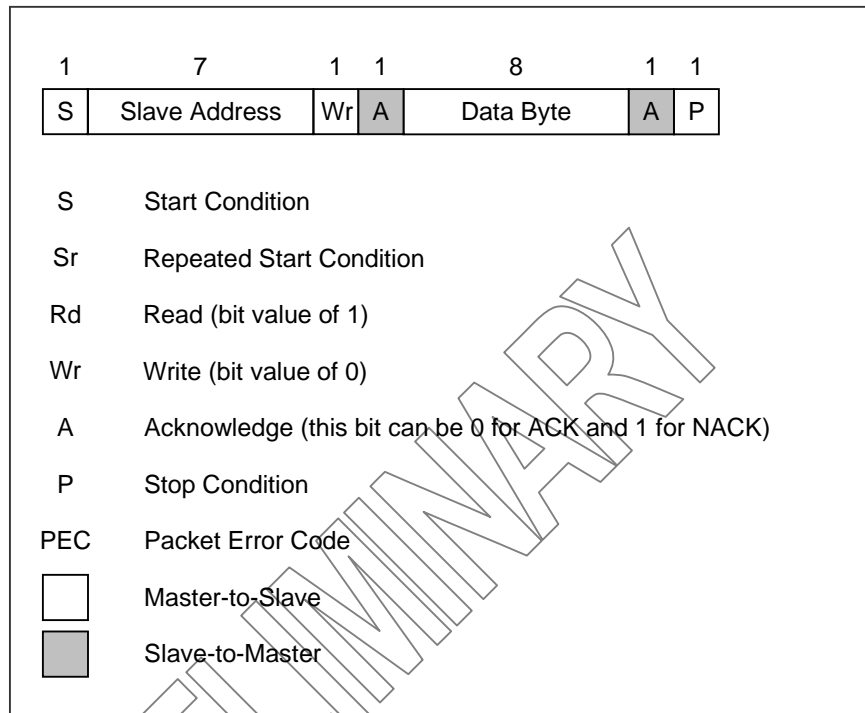 1 7 1 1 8 1 1
S Slave Address Wr A Data Byte A P
S Start Condition
Sr Repeated Start Condition
Rd Read (bit value of 1)
Wr Write (bit value of 0)
A Acknowledge (this bit can be 0 for ACK and 1 for NACK)
P Stop Condition
PEC Packet Error Code
Master-to-Slave
Slave-to-Master
ELIMINARY